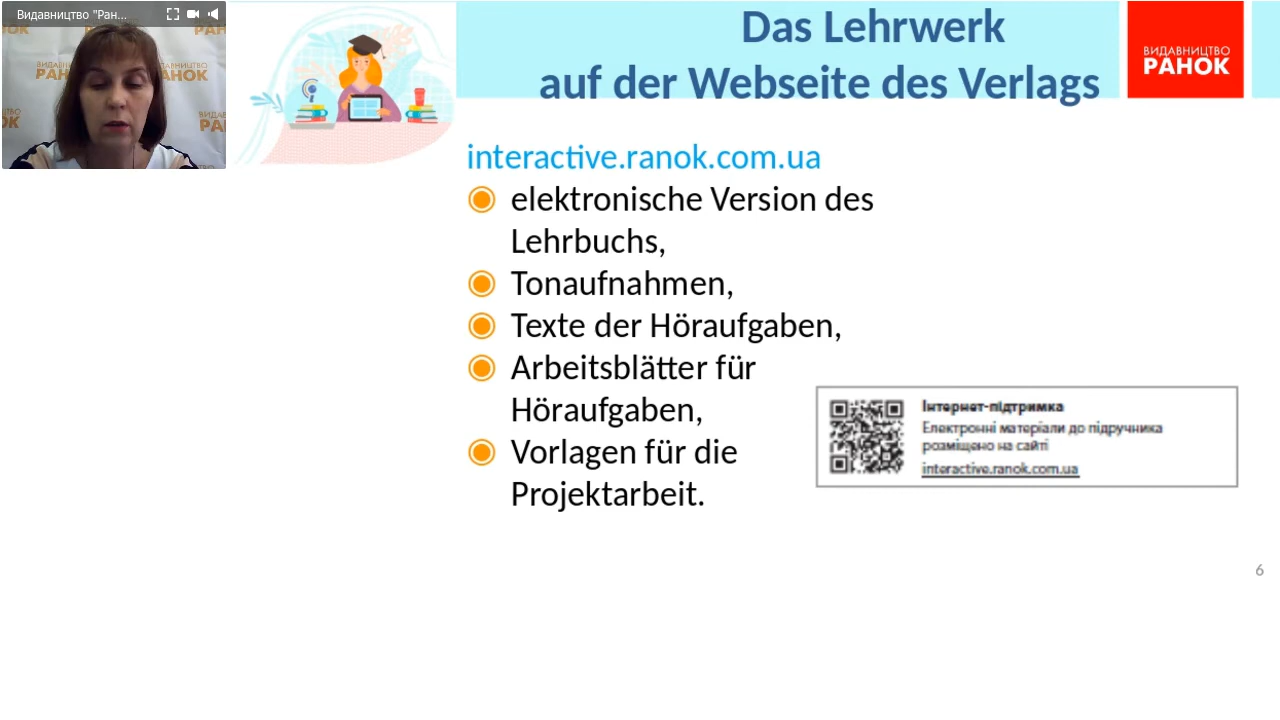 Видавництво "Ран...
Das Lehrwerk
auf der Webseite des Verlags
ВИДАВНИЦТВО
РАНОК
interactive.ranok.com.ua
elektronische Version des
Lehrbuchs,
Tonaufnahmen,
Texte der Höraufgaben,
Arbeitsblätter für
Höraufgaben,
Vorlagen für die
Projektarbeit.
Інтернет-підтримка
Електронні матеріали до підручника
розміщено на сайті
interactive.ranok.com.ua
6